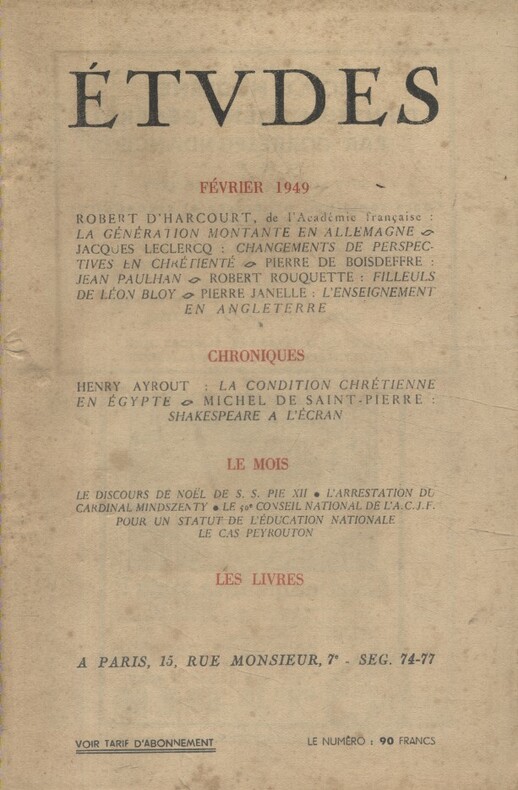 ÉTVDES
FÉVRIER 1949
ROBERT D'HARCOURT, de l'Académie française :
LA GÉNÉRATION MONTANTE EN ALLEMAGNE
JACQUES LECLERCQ : CHANGEMENTS DE PERSPEC-
TIVES EN CHRÉTIENTÉ PIERRE DE BOISDEFFRE :
JEAN PAULHAN ROBERT ROUQUETTE : FILLEULS
DE LÉON BLOY PIERRE JANELLE : L'ENSEIGNEMENT
EN ANGLETERRE
CHRONIQUES
HENRY AYROUT : LA CONDITION CHRÉTIENNE
EN ÉGYPTE MICHEL DE SAINT-PIERRE :
SHAKESPEARE A L'ÉCRAN
LE MOIS
LE DISCOURS DE NOËL DE S. S. PIE XII • L'ARRESTATION DU
CARDINAL MINDSZENTY • LE 50e CONSEIL NATIONAL DE L'A.C.J.F.
POUR UN STATUT DE L'ÉDUCATION NATIONALE
LE CAS PEYROUTON
LES LIVRES
A PARIS, 15, RUE MONSIEUR, 7e - SEG. 74-77
VOIR TARIF D'ABONNEMENT
LE NUMÉRO : 90 FRANCS